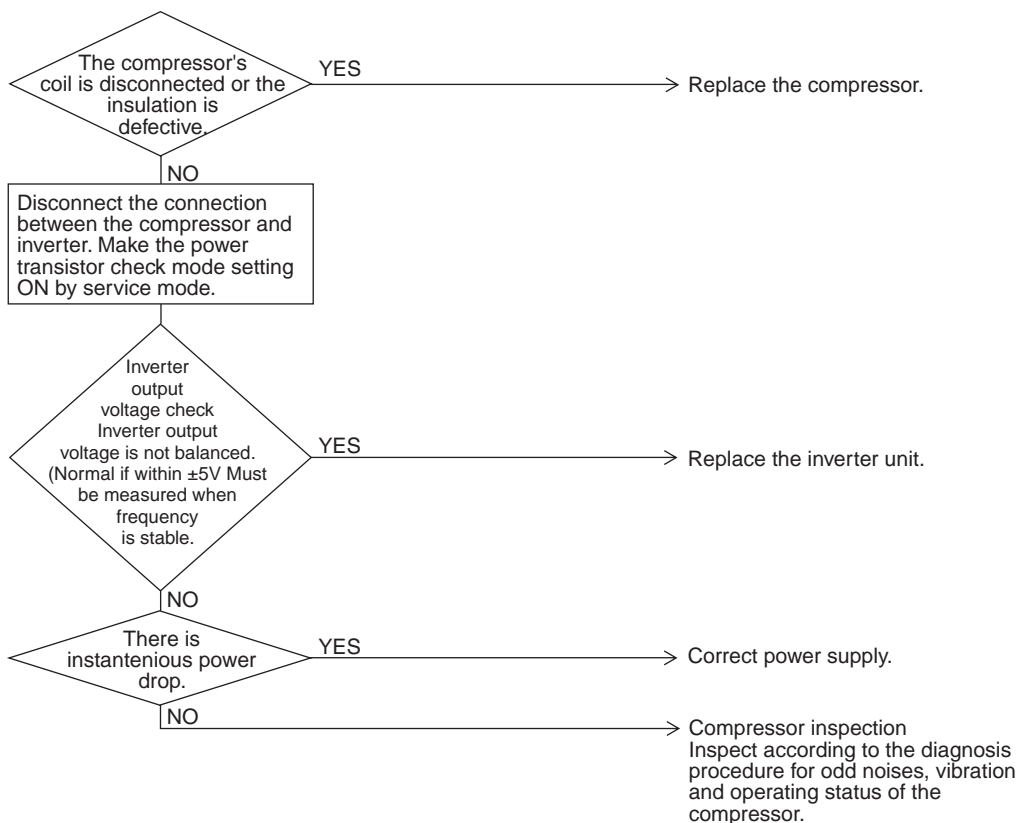 The compressor's
coil is disconnected or the
insulation is
defective.
YES
Replace the compressor.
NO
Disconnect the connection
between the compressor and
inverter. Make the power
transistor check mode setting
ON by service mode.
Inverter
output
voltage check
Inverter output
voltage is not balanced.
(Normal if within ±5V Must
be measured when
frequency
is stable.
YES
Replace the inverter unit.
NO
There is
instantenious power
drop.
YES
Correct power supply.
NO
Compressor inspection
Inspect according to the diagnosis
procedure for odd noises, vibration
and operating status of the
compressor.